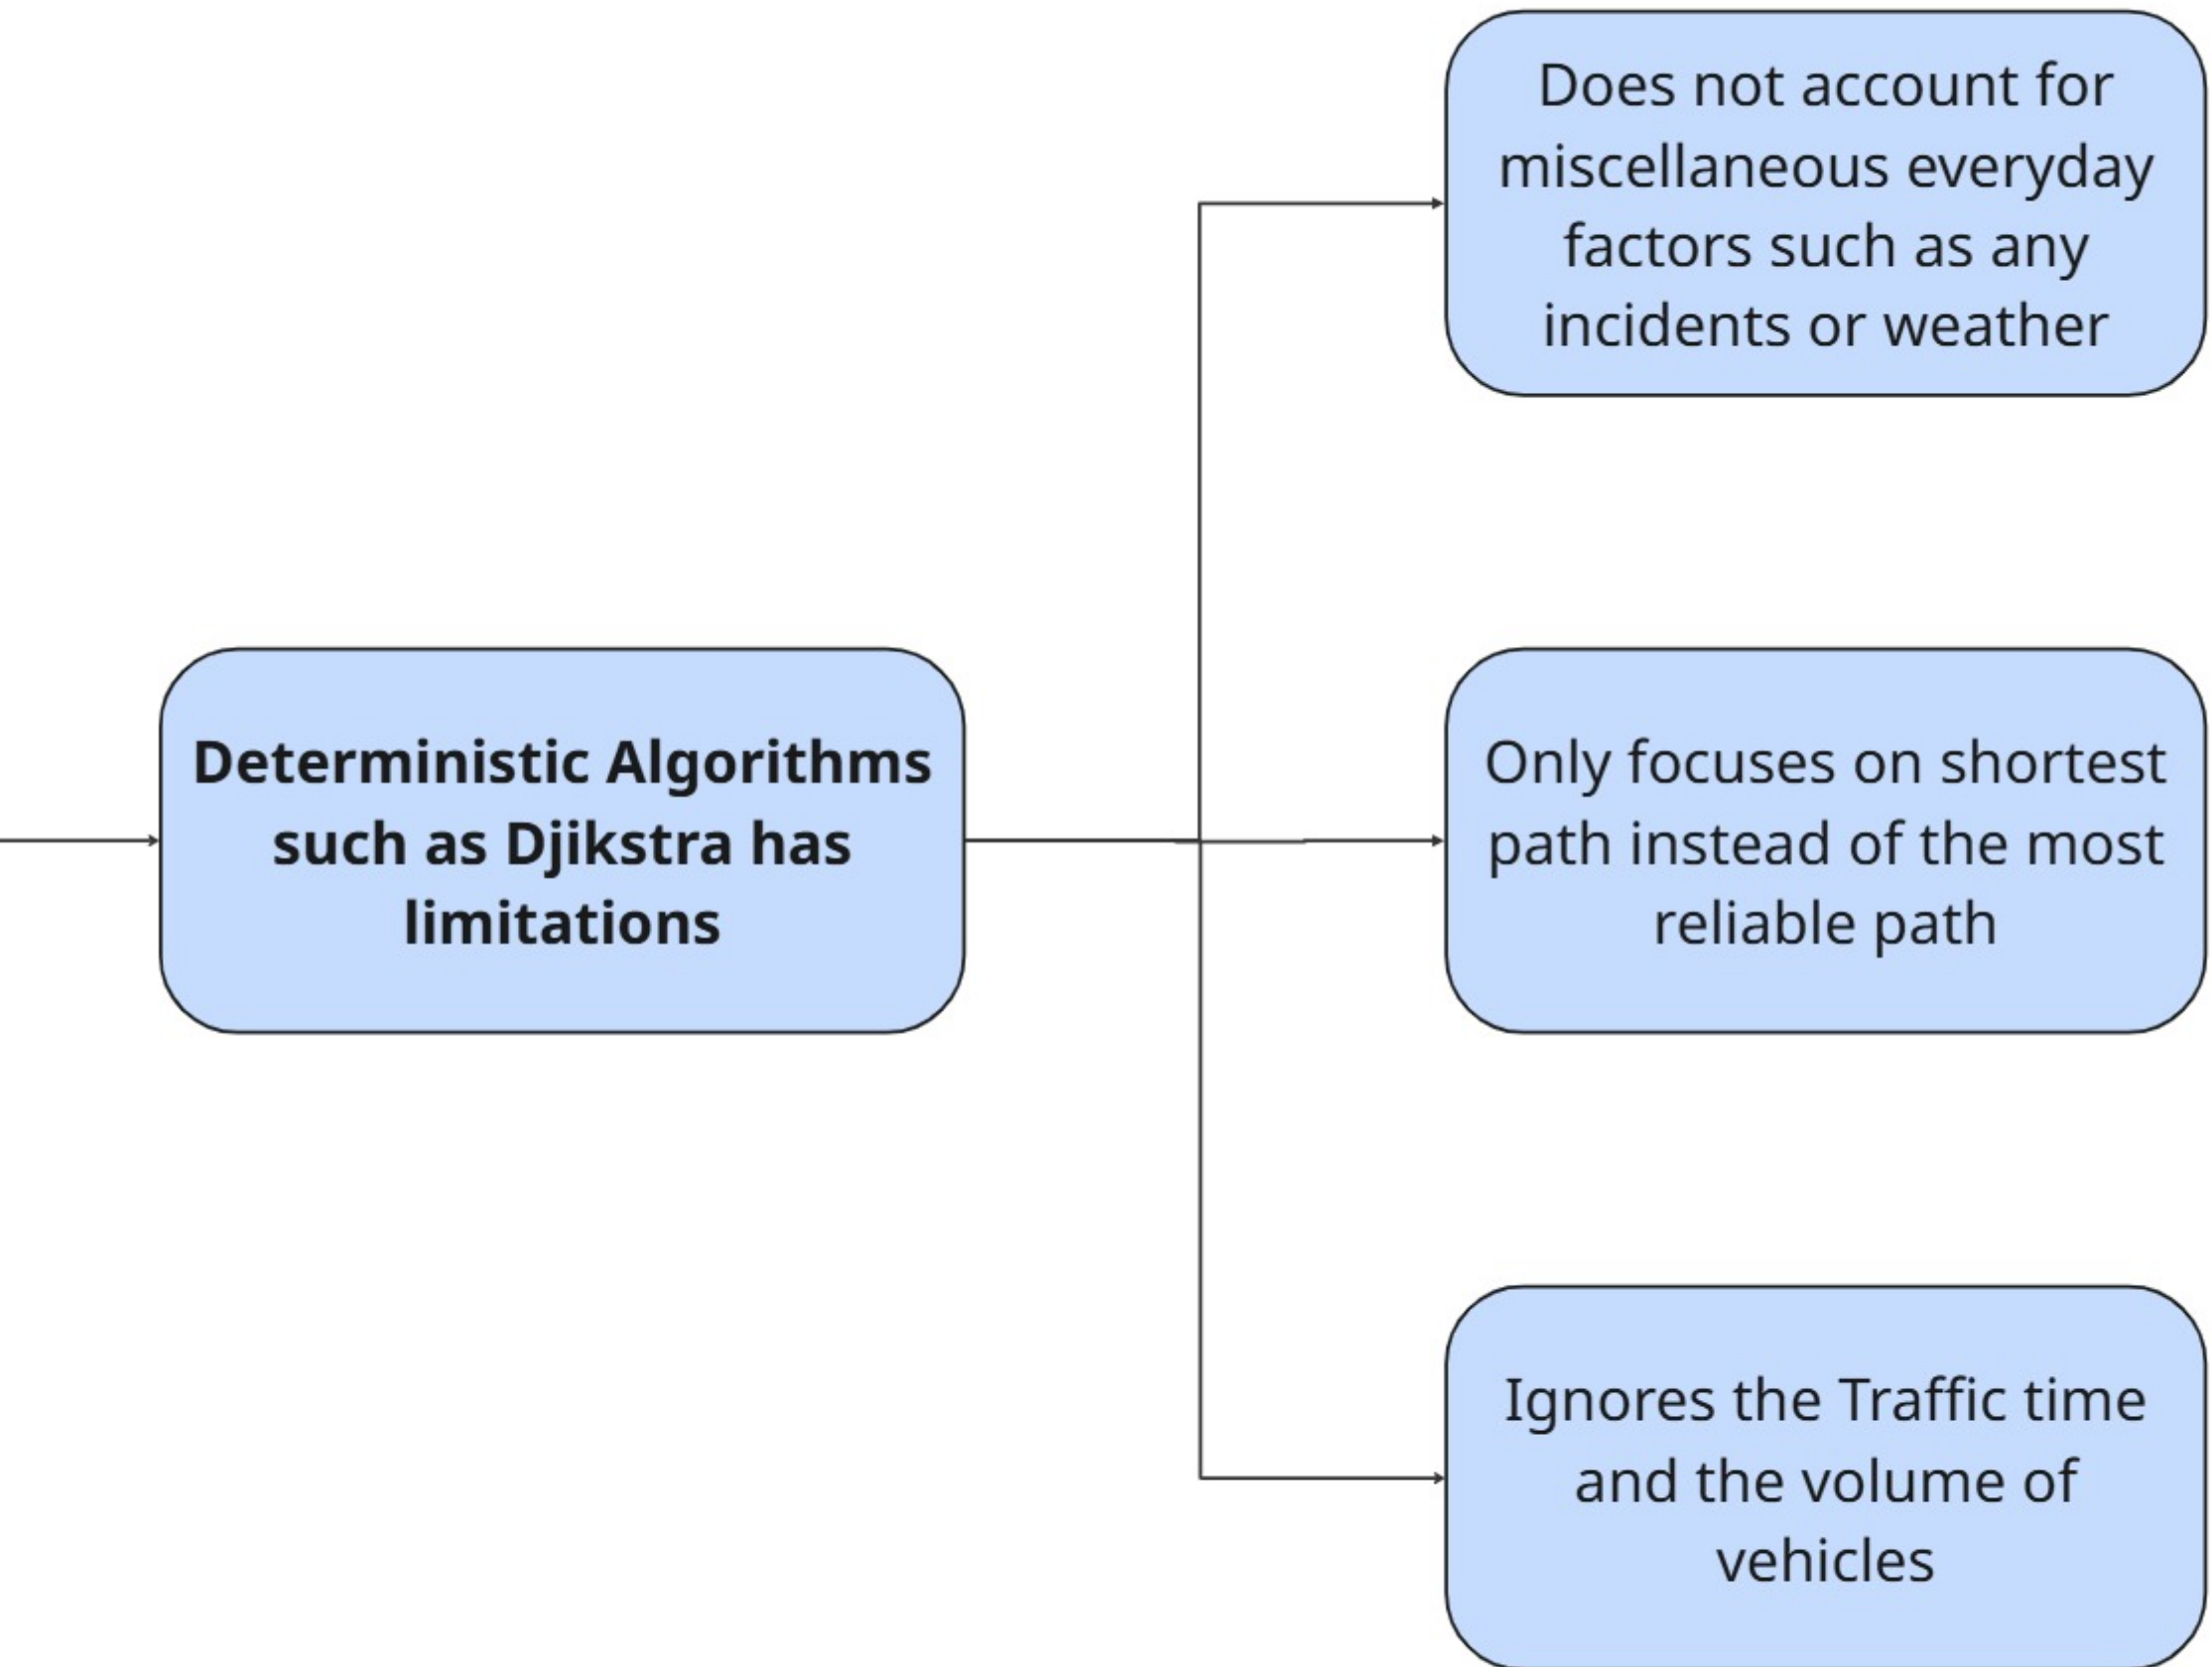 Does not account for
miscellaneous everyday
factors such as any
incidents or weather
Deterministic Algorithms
such as Djikstra has
limitations
Only focuses on shortest
path instead of the most
reliable path
Ignores the Traffic time
and the volume of
vehicles